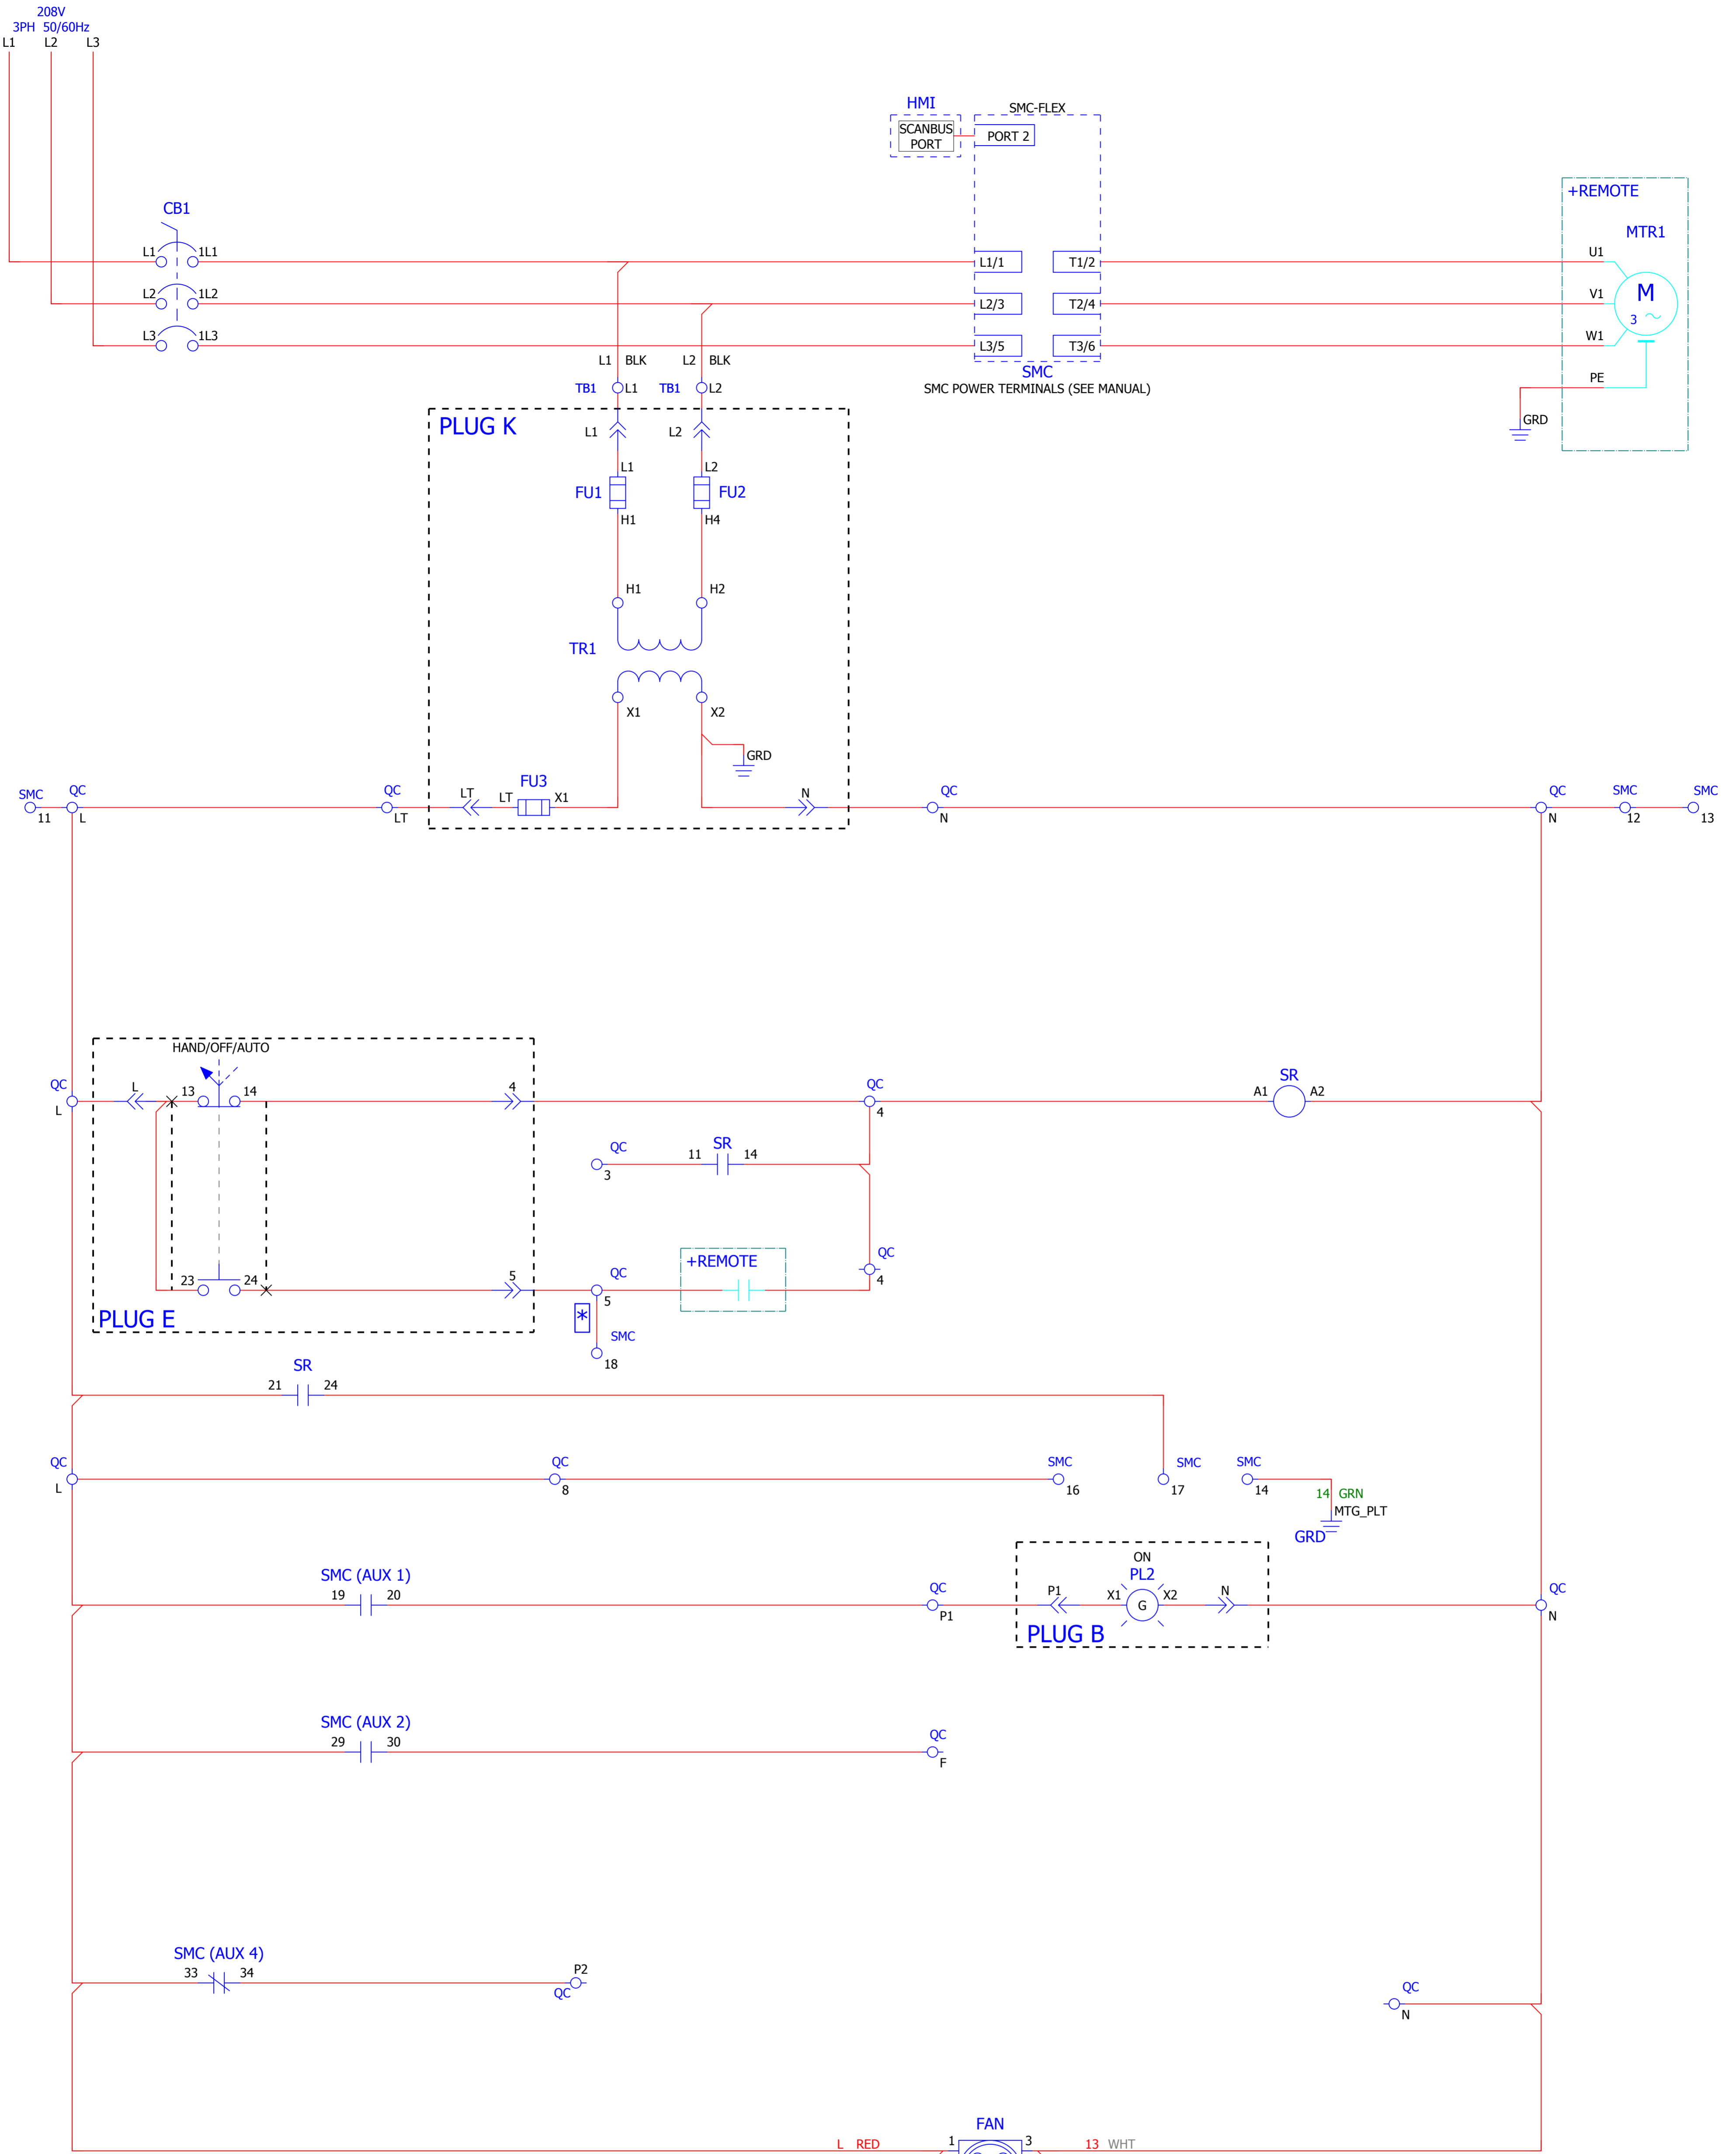 208V
3PH 50/60Hz
L1 L2 L3
HMI
SMC-FLEX
SCANBUS
PORT
PORT 2
+REMOTE
CB1
MTR1
L1 1L1
L1/1 T1/2
U1
L2 1L2
L2/3 T2/4
V1
M
3
L3 1L3
L3/5 T3/6
W1
L1 BLK L2 BLK
SMC
SMC POWER TERMINALS (SEE MANUAL)
PE
TB1 L1 TB1 L2
GRD
PLUG K
L1 L2
L1 L2
FU1 FU2
H1 H4
H1 H2
TR1
X1 X2
GRD
FU3
SMC QC QC LT LT X1 N QC QC SMC SMC
11 L LT N N 12 13
HAND/OFF/AUTO
QC L 13 14 4 QC SR
L 4 A1 A2
QC SR
3 11 14
+REMOTE QC
4
23 24 5 QC
5
PLUG E
*
SMC
18
SR
21 24
QC QC SMC SMC SMC
L 8 16 17 14
14 GRN
MTG_PLT
GRD
ON
SMC (AUX 1) PL2
19 20 QC P1 X1 G X2 N QC
P1 N
PLUG B
SMC (AUX 2)
29 30 QC
F
SMC (AUX 4)
33 34 P2
QC
QC
N
FAN
L RED 1 3 13 WHT